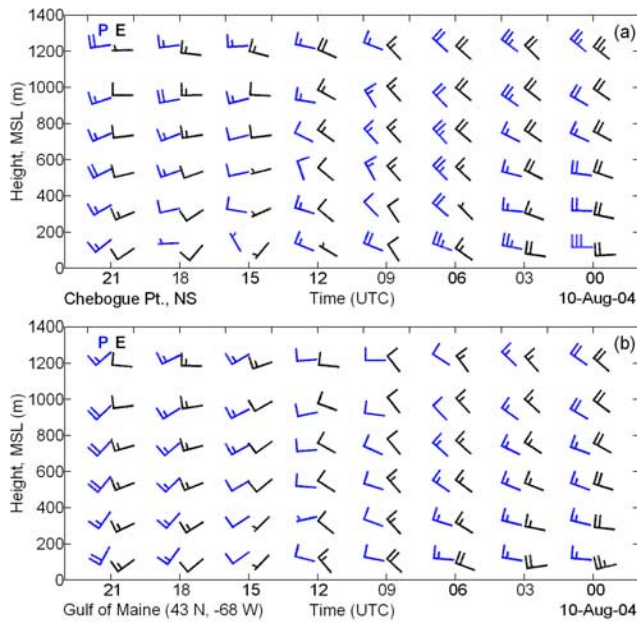 1400
1200
1000
800
600
400
200
0
Height, MSL (m)
P E
(a)
21 18 15 12 09 06 03 00
Chebogue Pt., NS Time (UTC) 10-Aug-04
1400
1200
1000
800
600
400
200
0
Height, MSL (m)
P E
(b)
21 18 15 12 09 06 03 00
Gulf of Maine (43 N, -68 W) Time (UTC) 10-Aug-04